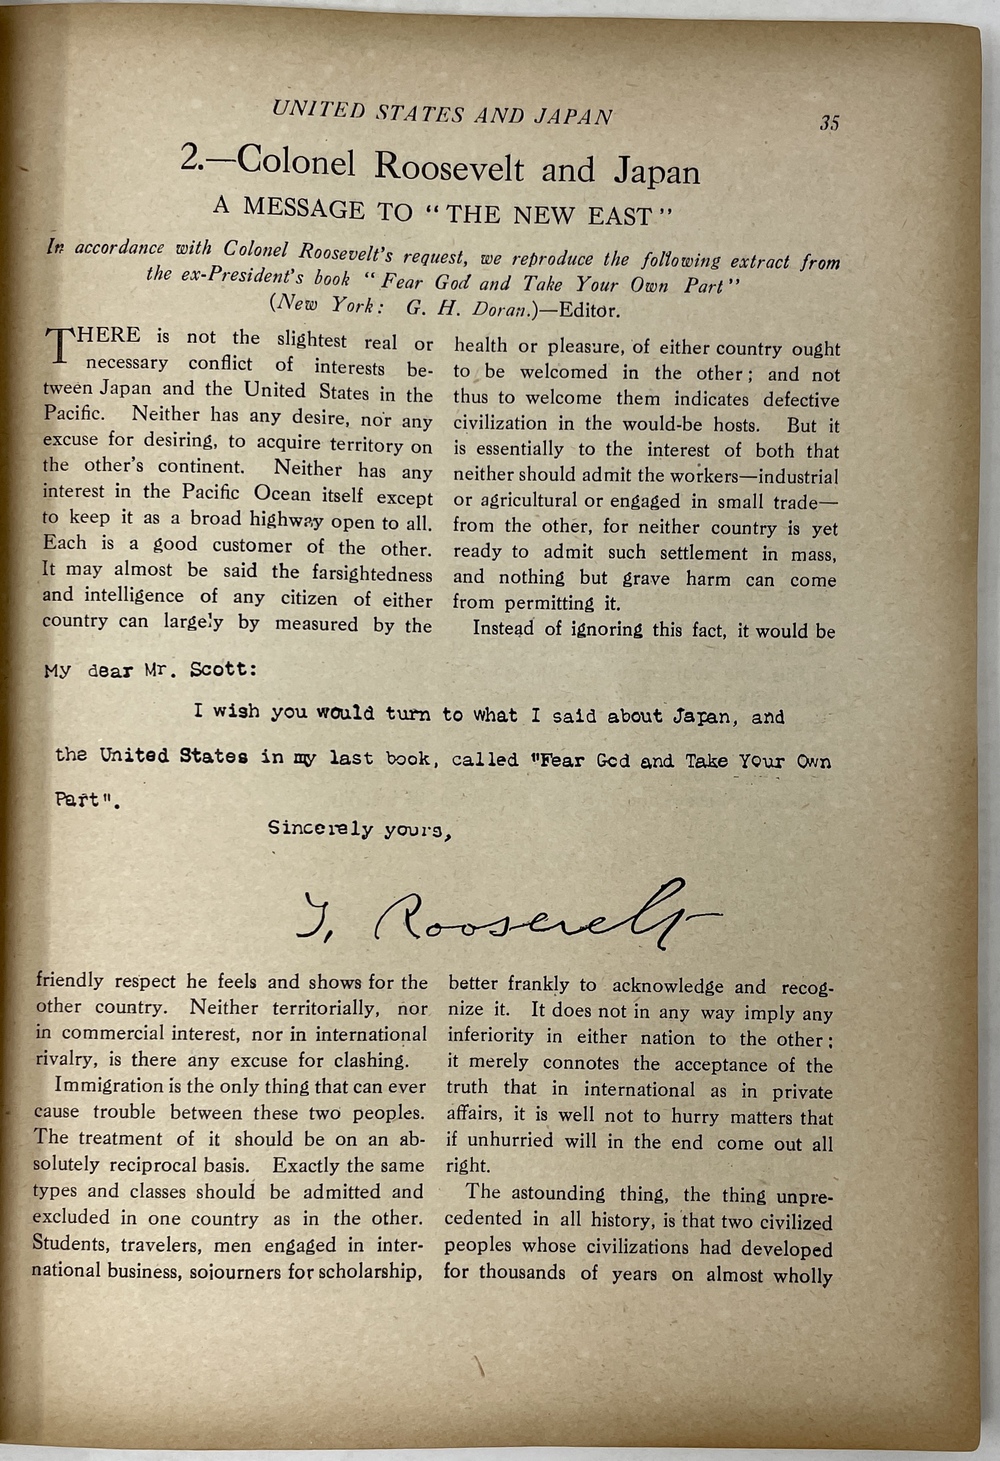 UNITED STATES AND JAPAN
35
2.—Colonel Roosevelt and Japan
A MESSAGE TO "THE NEW EAST"
In accordance with Colonel Roosevelt's request, we reproduce the following extract from
the ex-President's book "Fear God and Take Your Own Part"
(New York: G. H. Doran.)—Editor.
THERE is not the slightest real or
necessary conflict of interests be-
tween Japan and the United States in the
Pacific. Neither has any desire, nor any
excuse for desiring, to acquire territory on
the other's continent. Neither has any
interest in the Pacific Ocean itself except
to keep it as a broad highway open to all.
Each is a good customer of the other.
It may almost be said the farsightedness
and intelligence of any citizen of either
country can largely by measured by the
health or pleasure, of either country ought
to be welcomed in the other; and not
thus to welcome them indicates defective
civilization in the would-be hosts. But it
is essentially to the interest of both that
neither should admit the workers—industrial
or agricultural or engaged in small trade—
from the other, for neither country is yet
ready to admit such settlement in mass,
and nothing but grave harm can come
from permitting it.
Instead of ignoring this fact, it would be
My dear Mr. Scott:
I wish you would turn to what I said about Japan, and
the United States in my last book, called "Fear God and Take Your Own
Part".
Sincerely yours,
T. Roosevelt
friendly respect he feels and shows for the
other country. Neither territorially, nor
in commercial interest, nor in international
rivalry, is there any excuse for clashing.
Immigration is the only thing that can ever
cause trouble between these two peoples.
The treatment of it should be on an ab-
solutely reciprocal basis. Exactly the same
types and classes should be admitted and
excluded in one country as in the other.
Students, travelers, men engaged in inter-
national business, sojourners for scholarship,
better frankly to acknowledge and recog-
nize it. It does not in any way imply any
inferiority in either nation to the other;
it merely connotes the acceptance of the
truth that in international as in private
affairs, it is well not to hurry matters that
if unhurried will in the end come out all
right.
The astounding thing, the thing unpre-
cedented in all history, is that two civilized
peoples whose civilizations had developed
for thousands of years on almost wholly